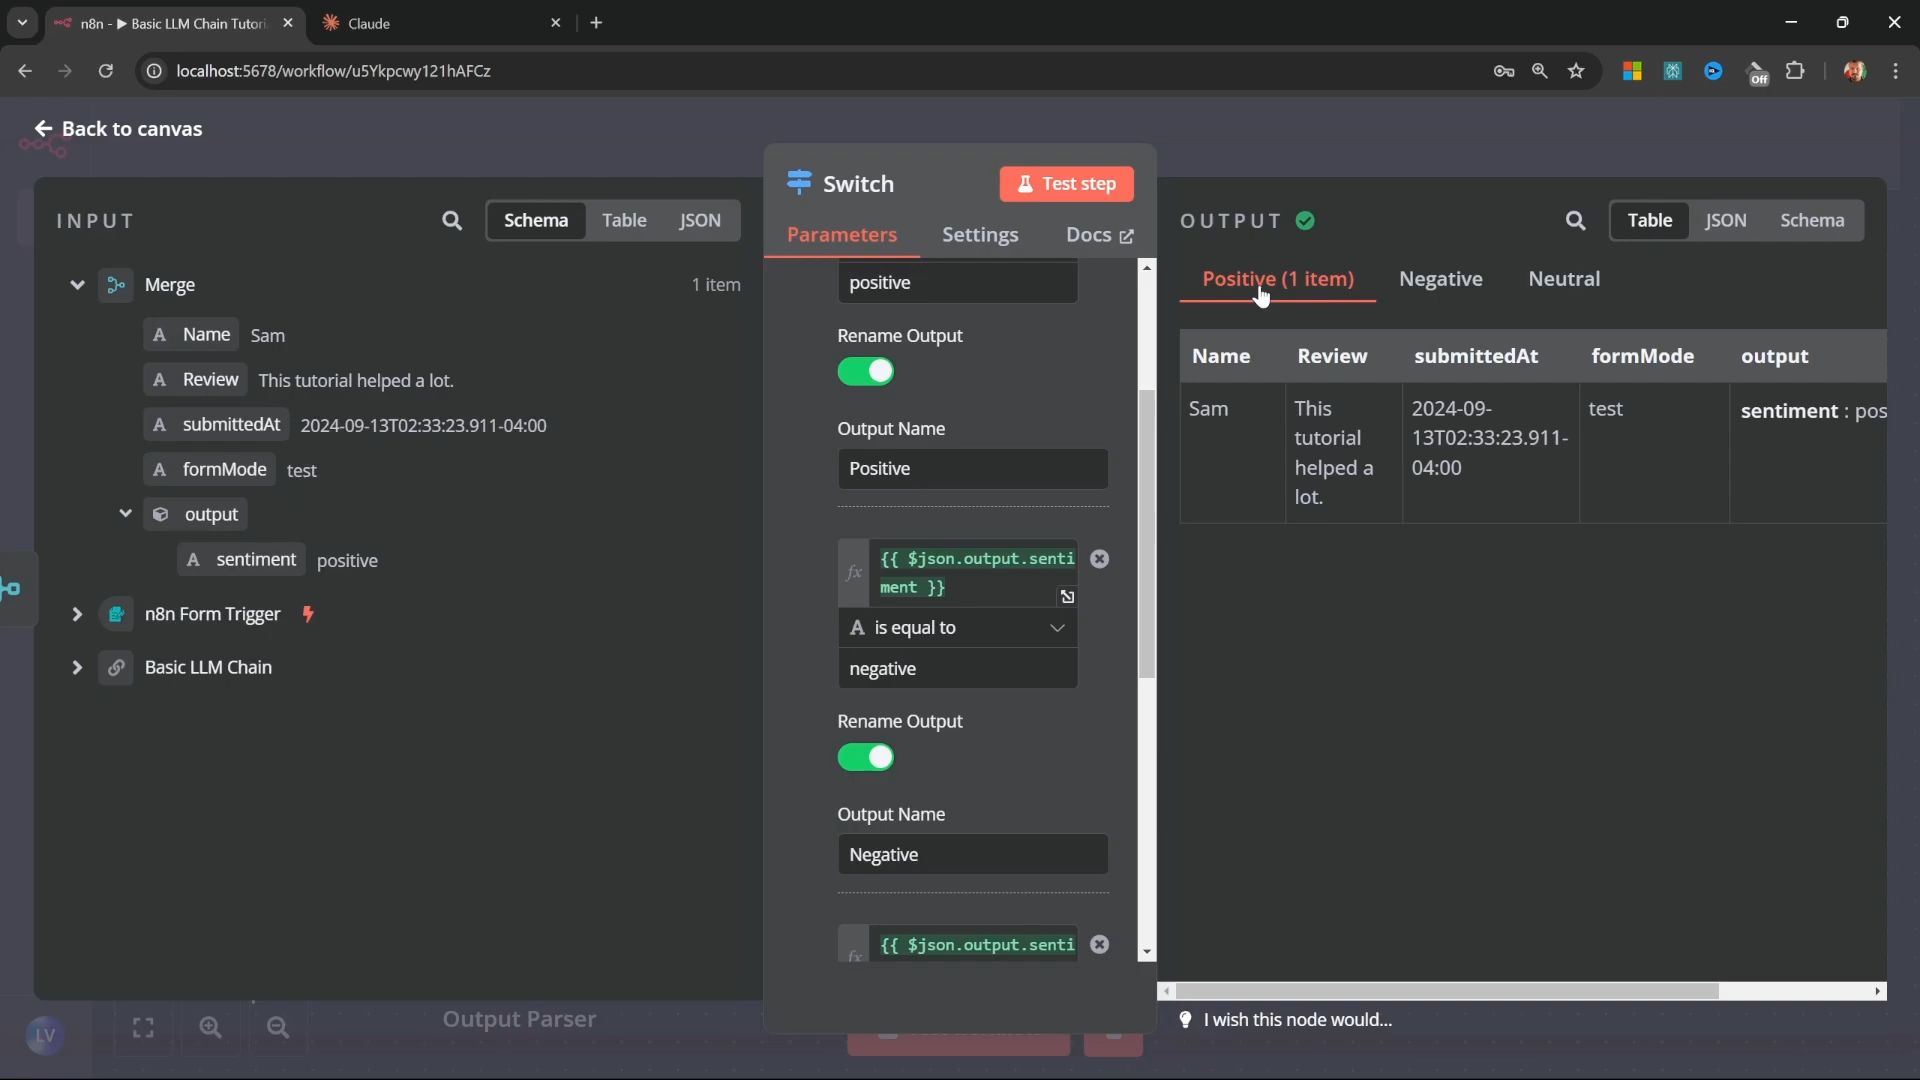 n8n - ▶ Basic LLM Chain Tutori
Claude
localhost:5678/workflow/u5Ykpcwy121hAFCz
Off
Back to canvas
INPUT
Schema Table JSON
Merge
1 item
A Name Sam
A Review This tutorial helped a lot.
A submittedAt 2024-09-13T02:33:23.911-04:00
A formMode test
output
A sentiment positive
n8n Form Trigger
Basic LLM Chain
Switch
Test step
Parameters Settings Docs
positive
Rename Output
Output Name
Positive
fx {{ $json.output.senti
ment }}
A is equal to
negative
Rename Output
Output Name
Negative
fx {{ $json.output.senti
OUTPUT
Table JSON Schema
Positive (1 item) Negative Neutral
Name Review submittedAt formMode output
Sam
This
tutorial
helped a
lot.
2024-09-
13T02:33:23.911-
04:00
test
sentiment : pos
LV
Output Parser
I wish this node would...